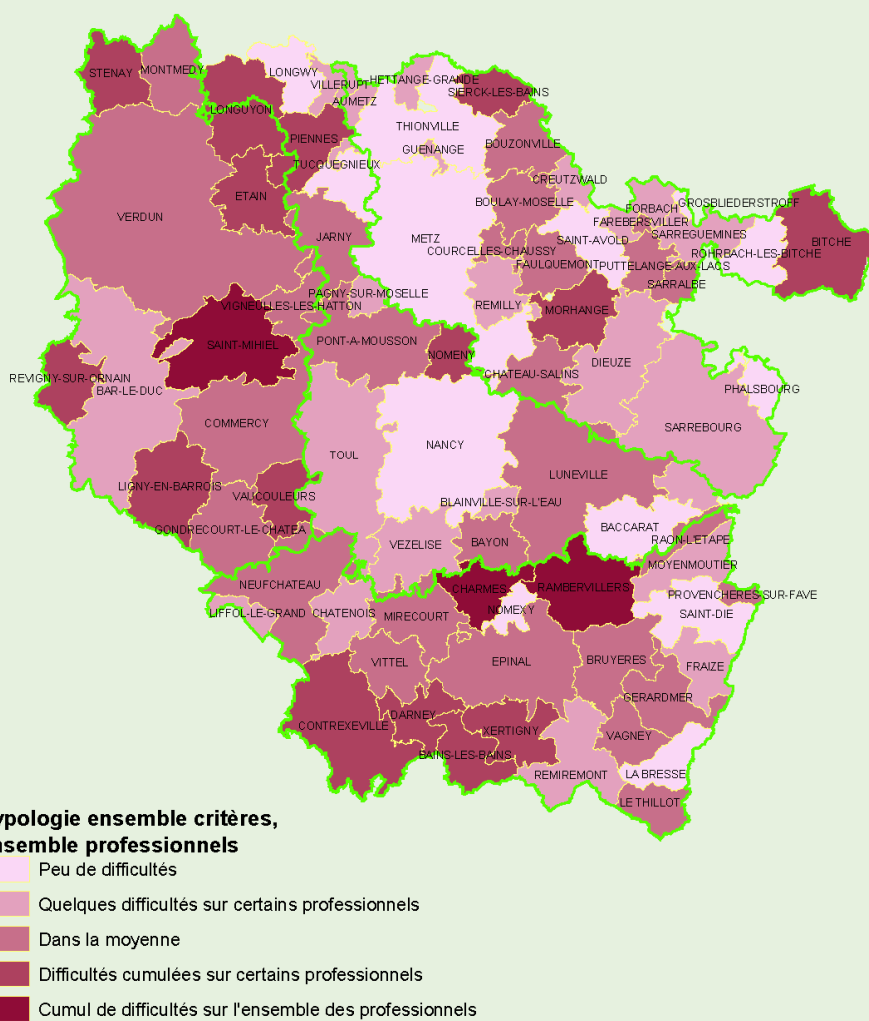 STENAY
MONTMEDY
LONGWY
VILLERUPT
HETTANGE-GRANDE
SIERCK-LES-BAINS
AUMETZ
LONGUYON
THIONVILLE
PIENNES
GUENANGE
BOUZONVILLE
TUCQUEGNIEUX
CREUTZWALD
ETAIN
BOULAY-MOSELLE
GROSBLIEDERSTROFF
FORBACH
VERDUN
FAREBERSVILLER
JARNY
METZ
SAINT-AVOLD
SARREGUEMINES
BITCHE
COURCELLES-CHAUSSY
ROHRBACH-LES-BITCHE
FAULQUEMONT
PUTTELANGE-AUX-LACS
SARRALBE
PAGNY-SUR-MOSELLE
VIGNEULLES-LES-HATTON
REMILLY
MORHANGE
SAINT-MIHIEL
PONT-A-MOUSSON
NOMENY
DIEUZE
CHATEAU-SALINS
REVIGNY-SUR-ORNAIN
BAR-LE-DUC
PHALSBOURG
COMMERCY
SARREBOURG
NANCY
TOUL
LUNEVILLE
LIGNY-EN-BARROIS
VAUCOULEURS
BLAINVILLE-SUR-L'EAU
GONDRECOURT-LE-CHATEA
BACCARAT
RAON-L'ETAPE
VEZELISE
BAYON
MOYENMOUTIER
NEUFCHATEAU
CHARMES
RAMBERVILLERS
PROVENCHERES-SUR-FAVE
LIFFOL-LE-GRAND
CHATENOIS
MIRECOURT
NOMEXY
SAINT-DIE
VITTEL
EPINAL
BRUYERES
FRAIZE
GERARDMER
DARNEY
CONTREXEVILLE
XERTIGNY
VAGNEY
BAINS-LES-BAINS
REMIREMONT
LA BRESSE
LE THILLOT
ypologie ensemble critères,
nsemble professionnels
Peu de difficultés
Quelques difficultés sur certains professionnels
Dans la moyenne
Difficultés cumulées sur certains professionnels
Cumul de difficultés sur l'ensemble des professionnels